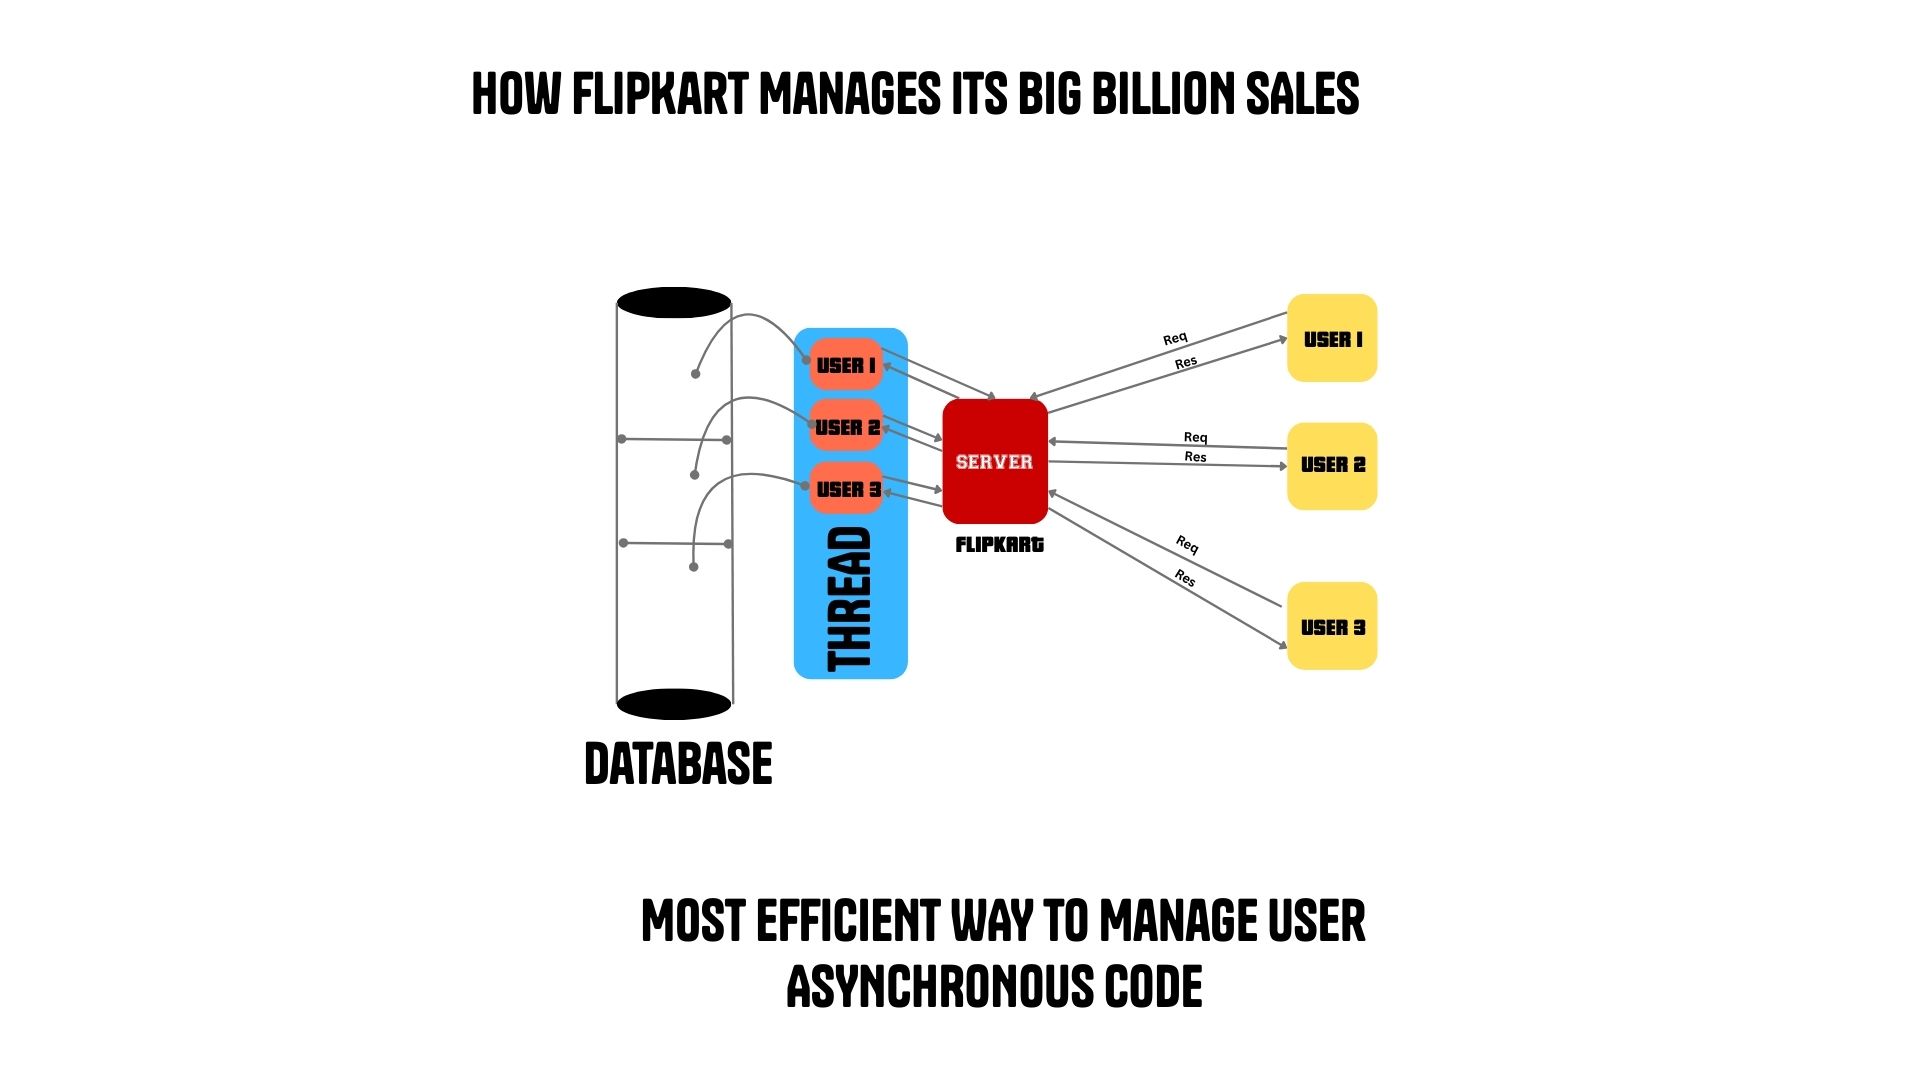 HOW FLIPKART MANAGES ITS BIG BILLION SALES
USER 1
Req
Res
USER 1
USER 2
Req
Res
USER 2
SERVER
USER 3
FLIPKART
Req
Res
USER 3
THREAD
DATABASE
MOST EFFICIENT WAY TO MANAGE USER
ASYNCHRONOUS CODE